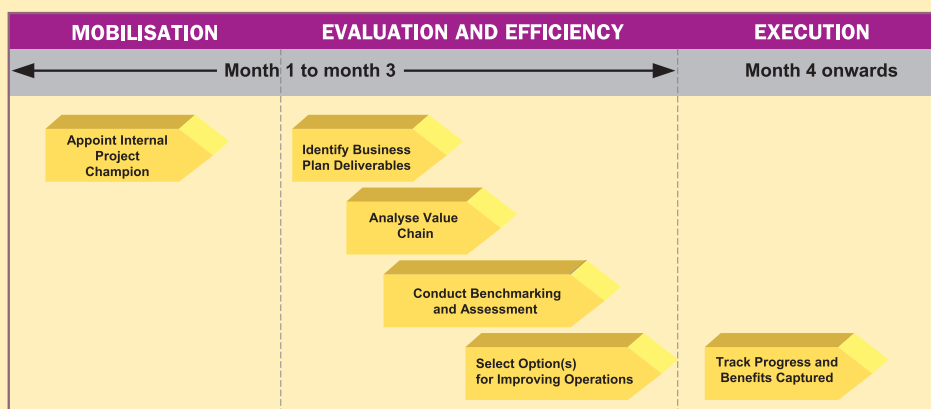 MOBILISATION
EVALUATION AND EFFICIENCY
EXECUTION
Month 1 to month 3
Month 4 onwards
Appoint Internal
Project
Champion
Identify Business
Plan Deliverables
Analyse Value
Chain
Conduct Benchmarking
and Assessment
Select Option(s)
for Improving Operations
Track Progress and
Benefits Captured